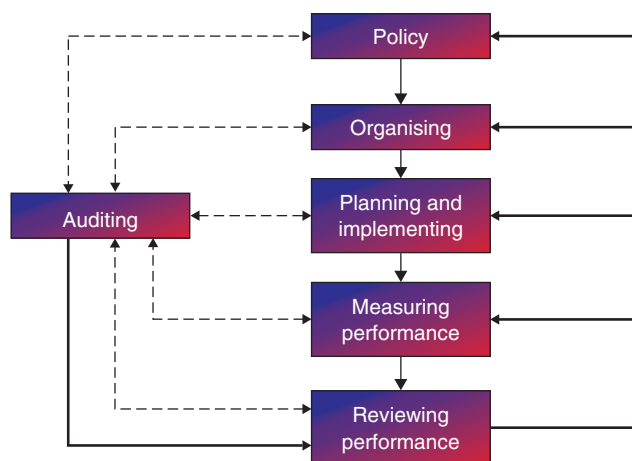 Policy
Organising
Planning and
implementing
Auditing
Measuring
performance
Reviewing
performance